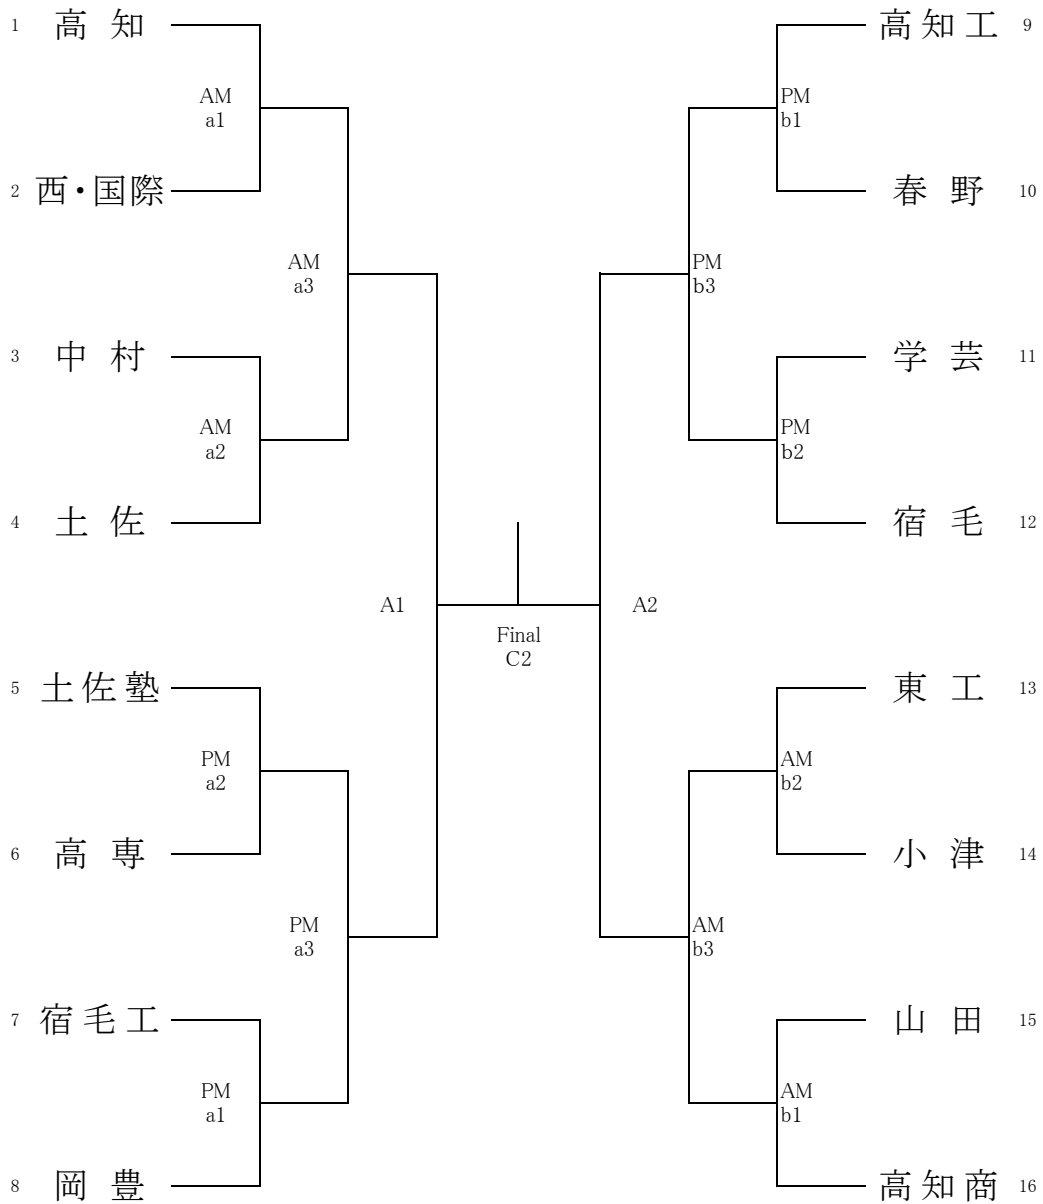 1 高知
AM
a1
2 西・国際
AM
a3
3 中村
AM
a2
4 土佐
A1
5 土佐塾
PM
a2
6 高専
PM
a3
7 宿毛工
PM
a1
8 岡豊
Final
C2
高知工 9
PM
b1
春野 10
PM
b3
学芸 11
PM
b2
宿毛 12
A2
東工 13
AM
b2
小津 14
AM
b3
山田 15
AM
b1
高知商 16